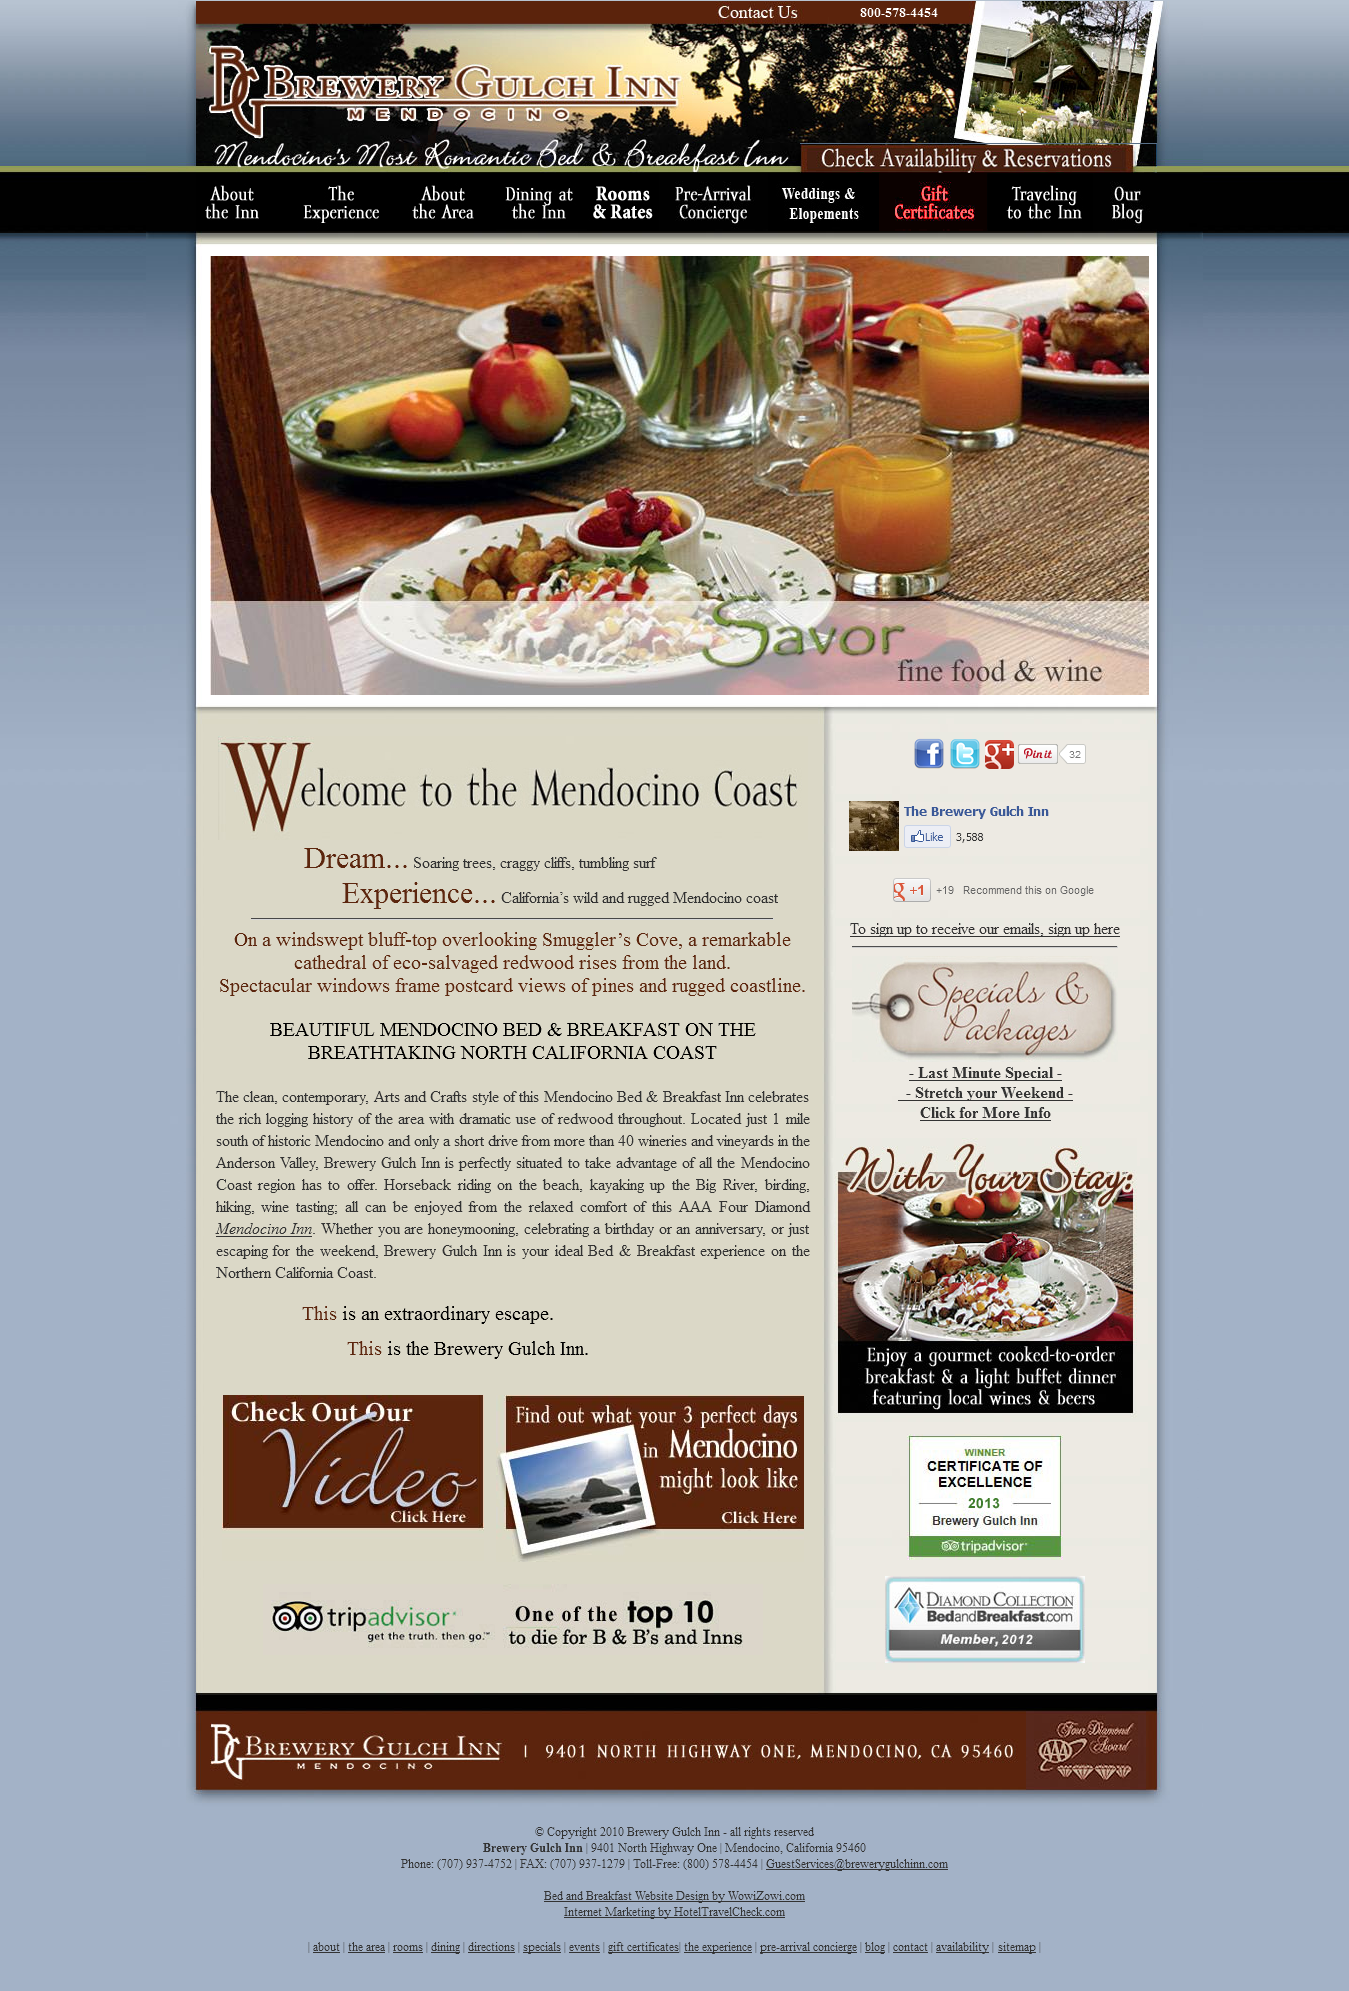 Contact Us
800-578-4454
BG BREWERY GULCH INN
MENDOCINO
Mendocino's Most Romantic Bed & Breakfast Inn
Check Availability & Reservations
About the Inn
The Experience
About the Area
Dining at the Inn
Rooms & Rates
Pre-Arrival Concierge
Weddings & Elopements
Gift Certificates
Traveling to the Inn
Our Blog
Savor
fine food & wine
Welcome to the Mendocino Coast
Dream... Soaring trees, craggy cliffs, tumbling surf
Experience... California's wild and rugged Mendocino coast
On a windswept bluff-top overlooking Smuggler's Cove, a remarkable
cathedral of eco-salvaged redwood rises from the land.
Spectacular windows frame postcard views of pines and rugged coastline.
BEAUTIFUL MENDOCINO BED & BREAKFAST ON THE
BREATHTAKING NORTH CALIFORNIA COAST
The clean, contemporary, Arts and Crafts style of this Mendocino Bed & Breakfast Inn celebrates
the rich logging history of the area with dramatic use of redwood throughout. Located just 1 mile
south of historic Mendocino and only a short drive from more than 40 wineries and vineyards in the
Anderson Valley, Brewery Gulch Inn is perfectly situated to take advantage of all the Mendocino
Coast region has to offer. Horseback riding on the beach, kayaking up the Big River, birding,
hiking, wine tasting; all can be enjoyed from the relaxed comfort of this AAA Four Diamond
Mendocino Inn. Whether you are honeymooning, celebrating a birthday or an anniversary, or just
escaping for the weekend, Brewery Gulch Inn is your ideal Bed & Breakfast experience on the
Northern California Coast.
This is an extraordinary escape.
This is the Brewery Gulch Inn.
Check Out Our
Video
Click Here
Find out what your 3 perfect days
in Mendocino
might look like
Click Here
tripadvisor
get the truth. then go.™
One of the top 10
to die for B & B's and Inns
f t g+ Pin it 32
The Brewery Gulch Inn
Like 3,588
g +1 +19 Recommend this on Google
To sign up to receive our emails, sign up here
Specials &
Packages
- Last Minute Special -
- Stretch your Weekend -
Click for More Info
With Your Stay:
Enjoy a gourmet cooked-to-order
breakfast & a light buffet dinner
featuring local wines & beers
WINNER
CERTIFICATE OF
EXCELLENCE
2013
Brewery Gulch Inn
tripadvisor
DIAMOND COLLECTION
BedandBreakfast.com
Member, 2012
BG BREWERY GULCH INN
MENDOCINO
| 9401 NORTH HIGHWAY ONE, MENDOCINO, CA 95460
Four Diamond
Award
AAA
© Copyright 2010 Brewery Gulch Inn - all rights reserved
Brewery Gulch Inn | 9401 North Highway One | Mendocino, California 95460
Phone: (707) 937-4752 | FAX: (707) 937-1279 | Toll-Free: (800) 578-4454 | GuestServices@brewerygulchinn.com
Bed and Breakfast Website Design by WowiZowi.com
Internet Marketing by HotelTravelCheck.com
| about | the area | rooms | dining | directions | specials | events | gift certificates| the experience | pre-arrival concierge | blog | contact | availability | sitemap |